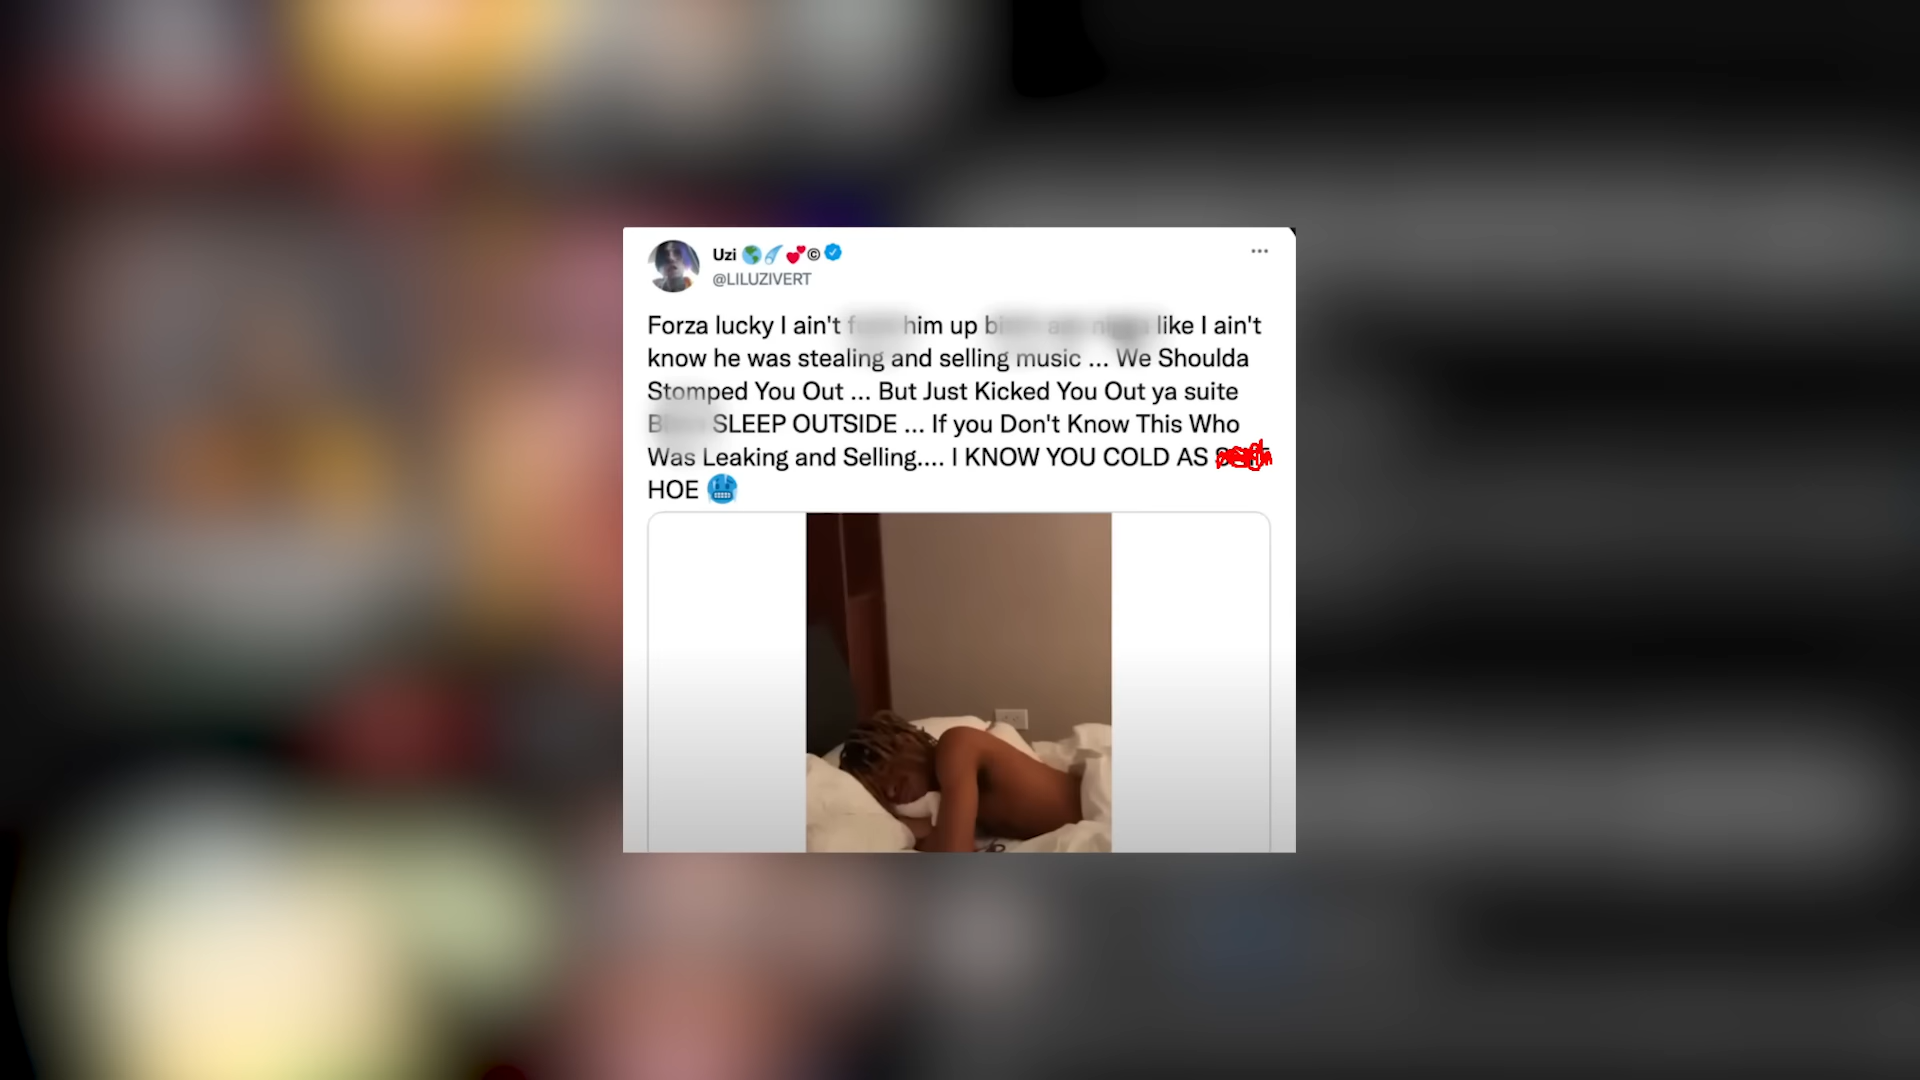 Uzi 🌎☄️💕©
@LILUZIVERT
Forza lucky I ain't him up like I ain't
know he was stealing and selling music ... We Shoulda
Stomped You Out ... But Just Kicked You Out ya suite
SLEEP OUTSIDE ... If you Don't Know This Who
Was Leaking and Selling.... I KNOW YOU COLD AS
HOE 🥶